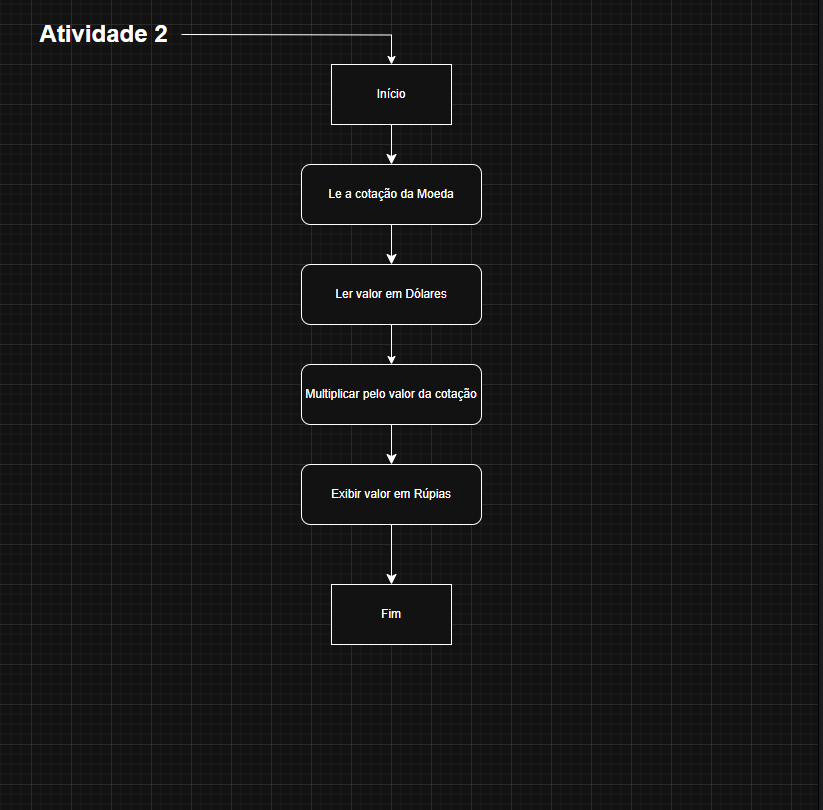 Atividade 2
Início
Le a cotação da Moeda
Ler valor em Dólares
Multiplicar pelo valor da cotação
Exibir valor em Rúpias
Fim